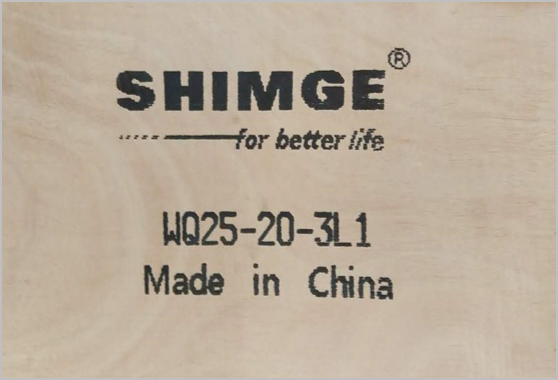 SHIMGE®
for better life
WQ25-20-3L1
Made in China